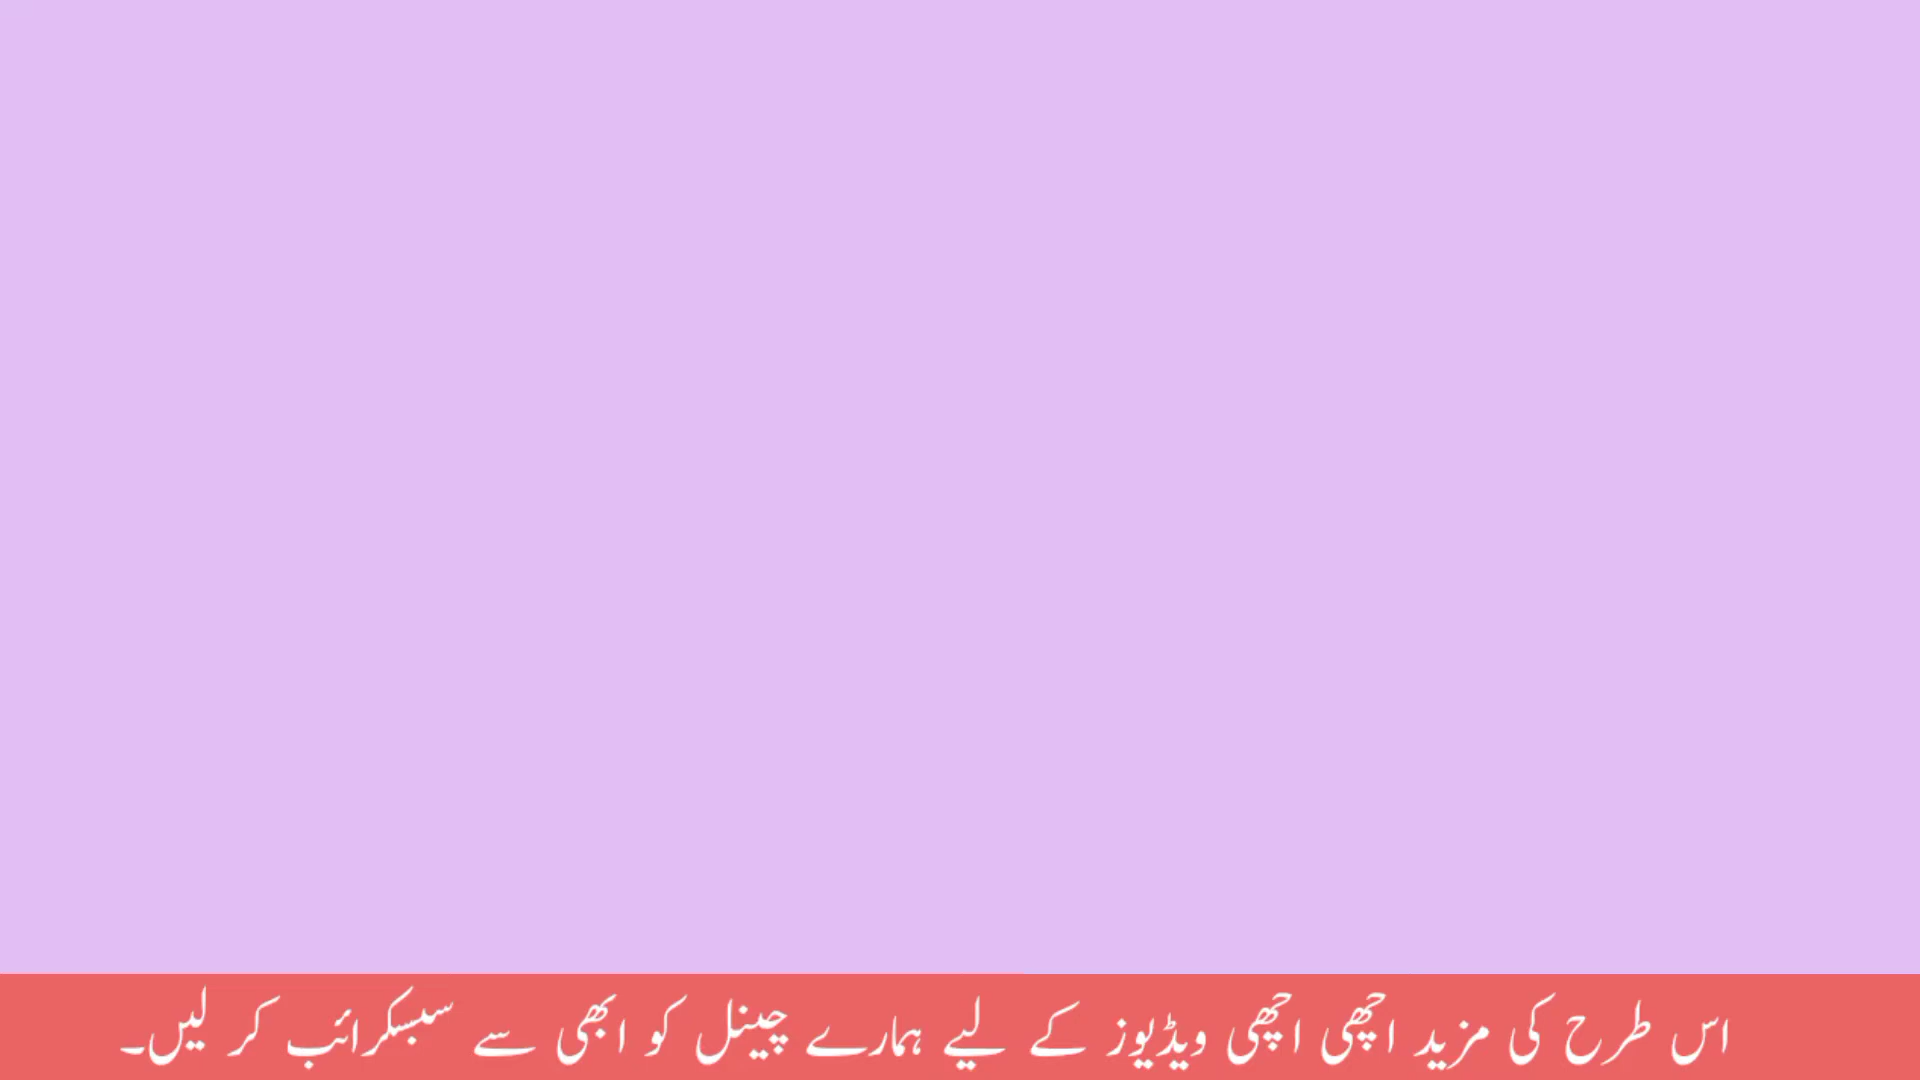 اس طرح کی مزید اچھی اچھی ویڈیوز کے لیے ہمارے چینل کو ابھی سے سبسکرائب کر لیں۔